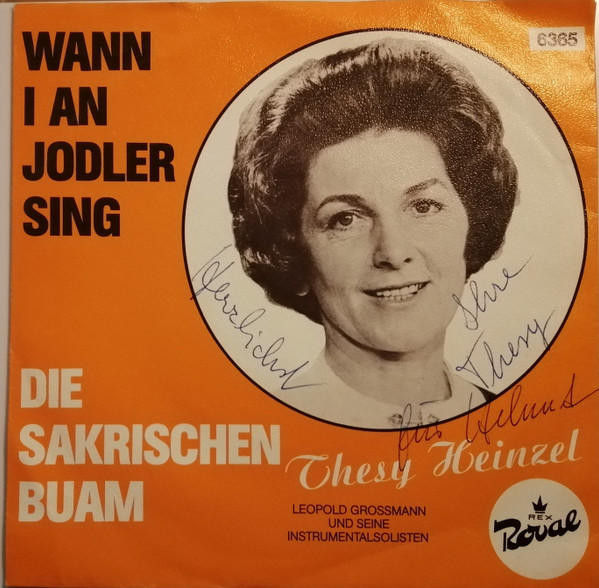 WANN
I AN
JODLER
SING
6365
Herzlichst
Ihre
Thesy
für Helmut
DIE
SAKRISCHEN
BUAM
Thesy Heinzel
LEOPOLD GROSSMANN
UND SEINE
INSTRUMENTALSOLISTEN
REX
Royal